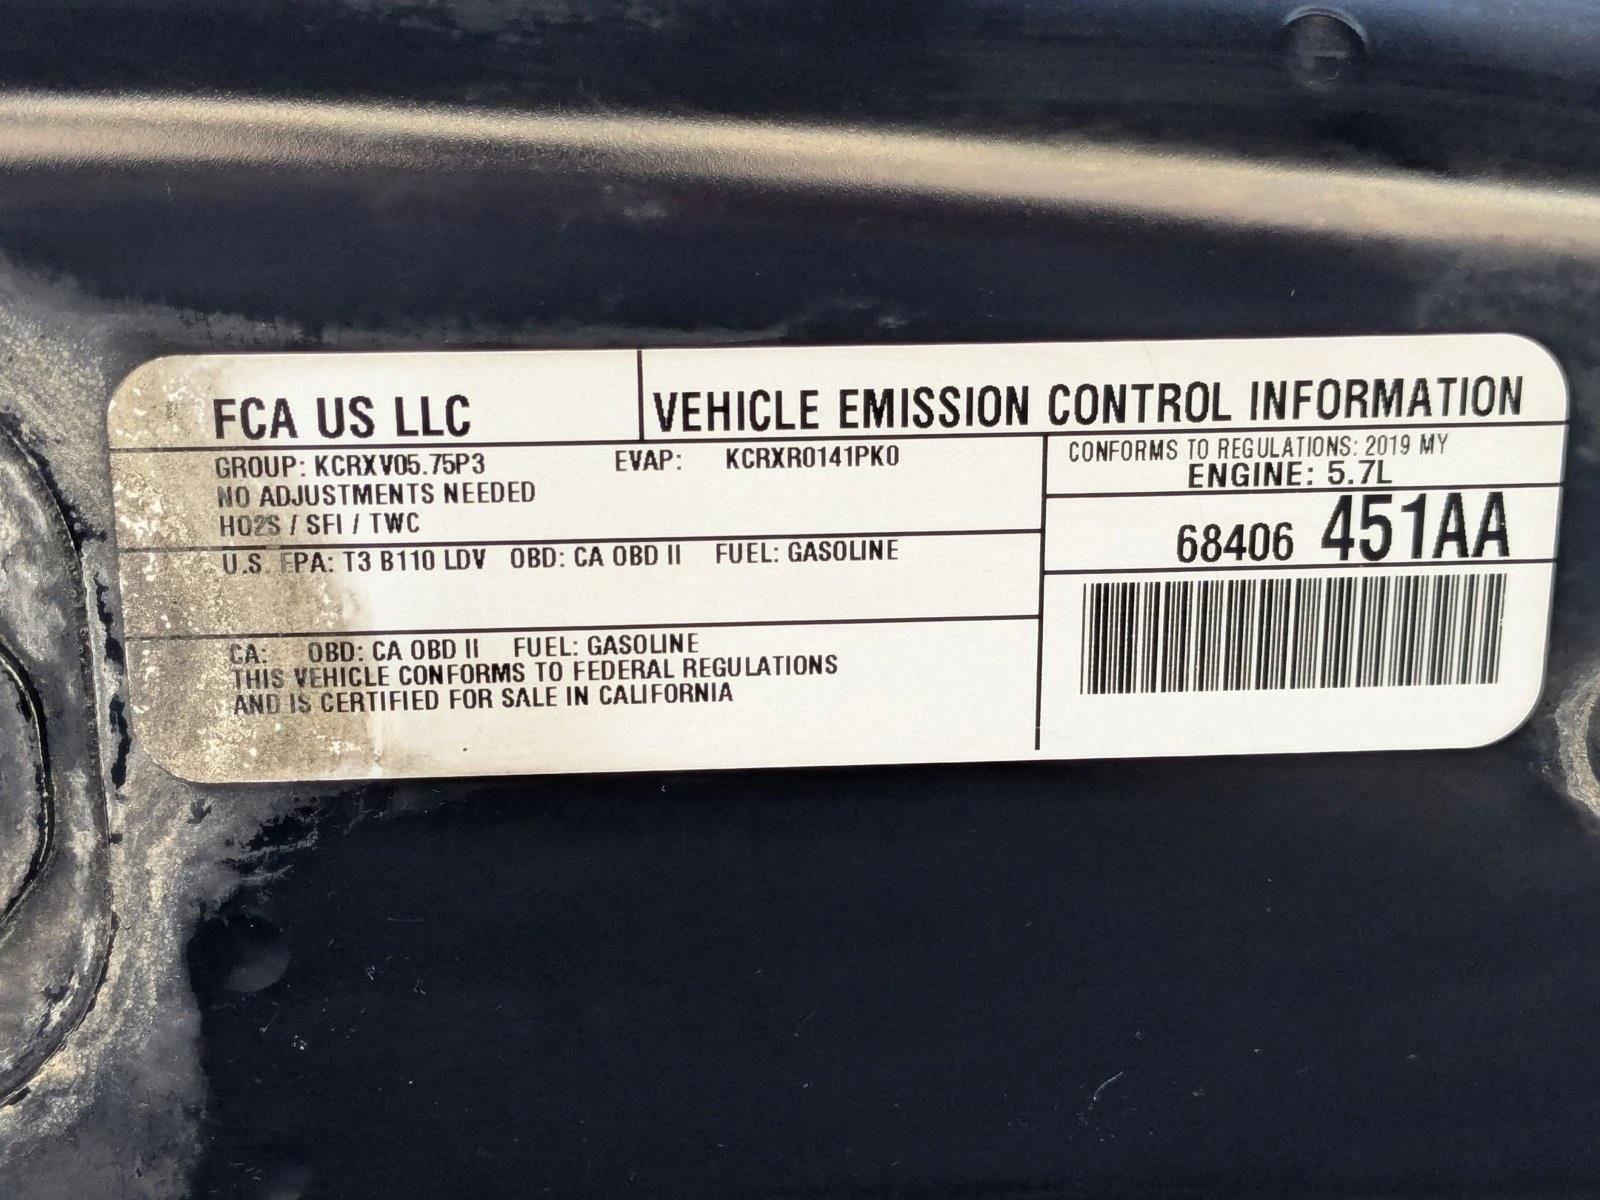 FCA US LLC
VEHICLE EMISSION CONTROL INFORMATION
GROUP: KCRXV05.75P3 EVAP: KCRXR0141PK0
NO ADJUSTMENTS NEEDED
HO2S / SFI / TWC
CONFORMS TO REGULATIONS: 2019 MY
ENGINE: 5.7L
68406 451AA
U.S. EPA: T3 B110 LDV OBD: CA OBD II FUEL: GASOLINE
CA: OBD: CA OBD II FUEL: GASOLINE
THIS VEHICLE CONFORMS TO FEDERAL REGULATIONS
AND IS CERTIFIED FOR SALE IN CALIFORNIA